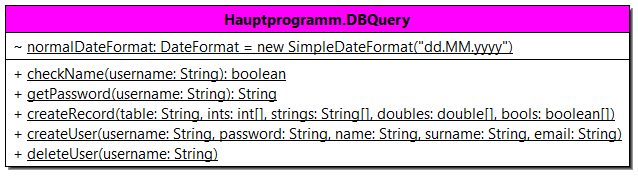 Hauptprogramm.DBQuery
~ normalDateFormat: DateFormat = new SimpleDateFormat("dd.MM.yyyy")
+ checkName(username: String): boolean
+ getPassword(username: String): String
+ createRecord(table: String, ints: int[], strings: String[], doubles: double[], bools: boolean[])
+ createUser(username: String, password: String, name: String, surname: String, email: String)
+ deleteUser(username: String)